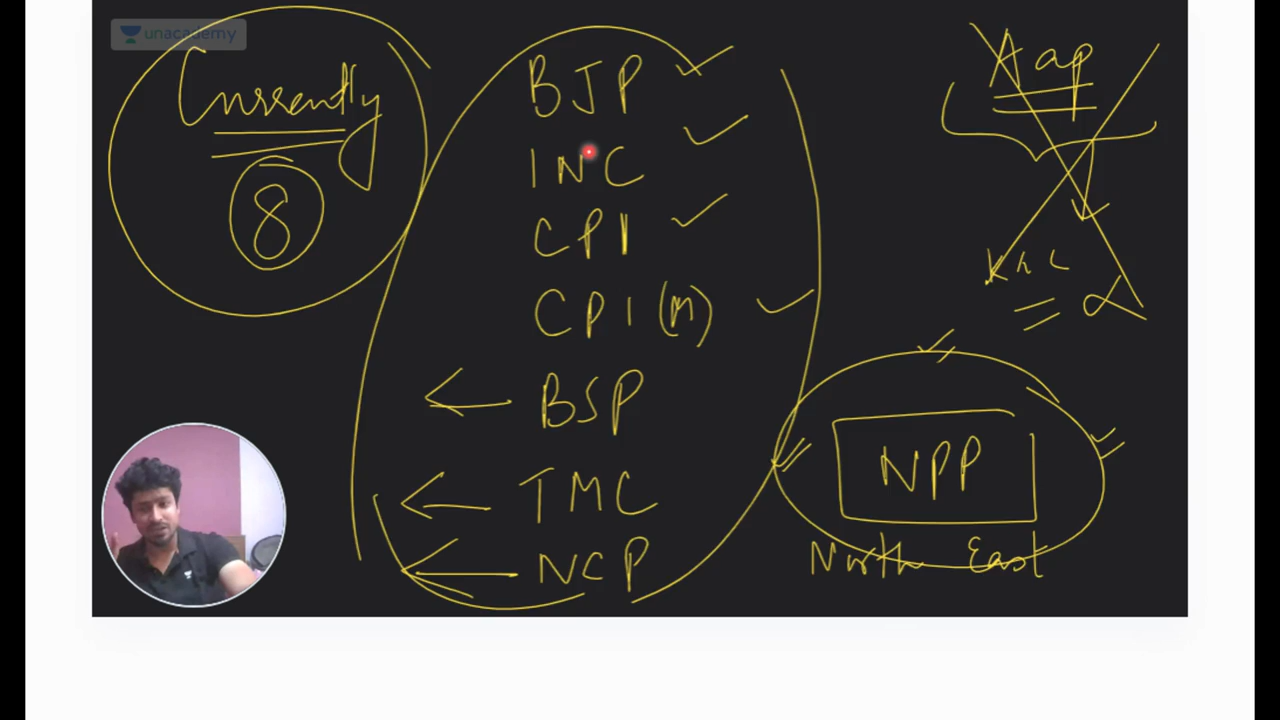 unacademy
Currently
8
BJP
INC
CPI
CPI (M)
BSP
TMC
NCP
Aap
NPP
North East